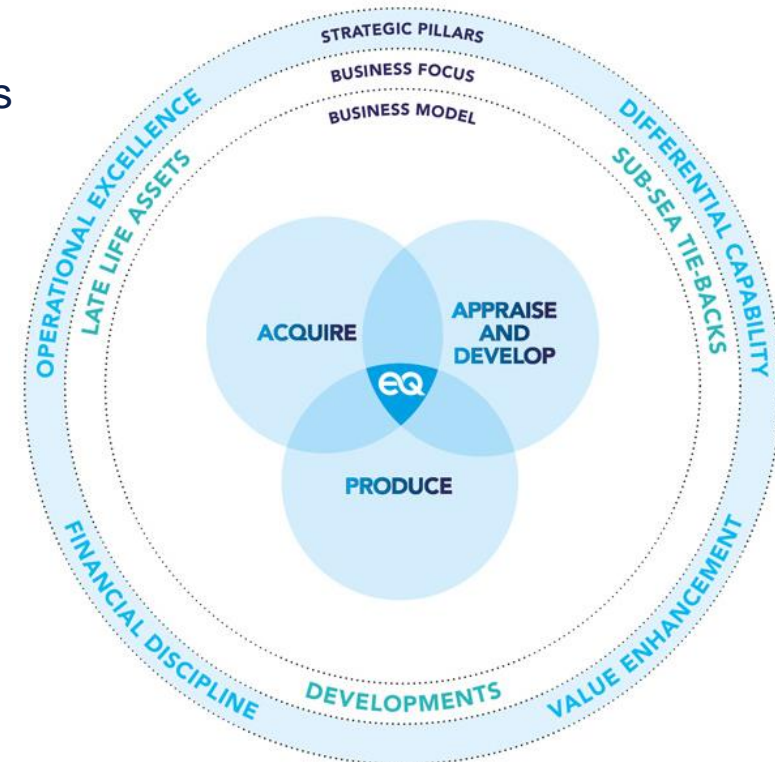 s
STRATEGIC PILLARS
BUSINESS FOCUS
BUSINESS MODEL
OPERATIONAL EXCELLENCE
DIFFERENTIAL CAPABILITY
LATE LIFE ASSETS
SUB-SEA TIE-BACKS
ACQUIRE
APPRAISE
AND
DEVELOP
eQ
PRODUCE
FINANCIAL DISCIPLINE
VALUE ENHANCEMENT
DEVELOPMENTS